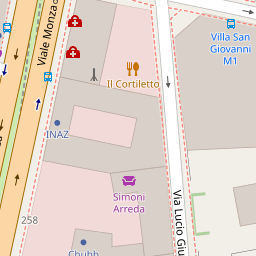 Viale Monza
Villa San
Giovanni
M1
Il Cortiletto
INAZ
Simoni
Arreda
Via Lucio Giu
258
Chubb